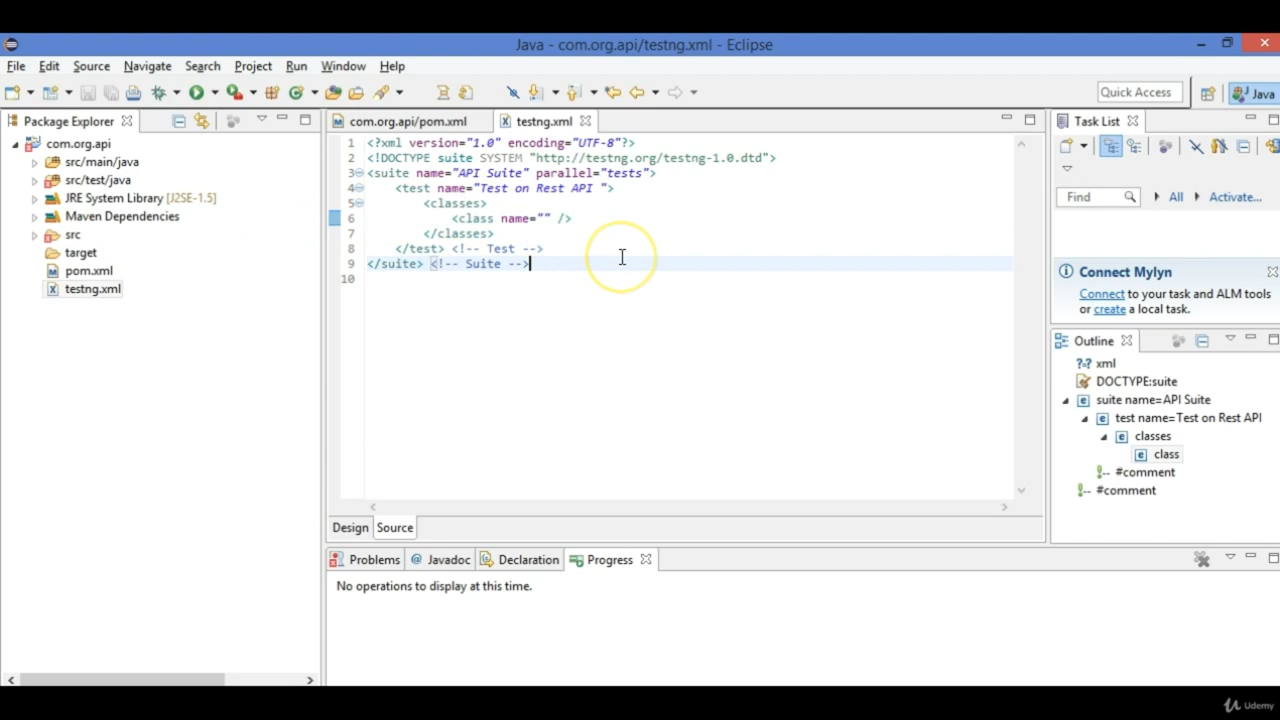 Java - com.org.api/testng.xml - Eclipse
File Edit Source Navigate Search Project Run Window Help
Quick Access
Java
Package Explorer
com.org.api
src/main/java
src/test/java
JRE System Library [J2SE-1.5]
Maven Dependencies
src
target
pom.xml
testng.xml
com.org.api/pom.xml testng.xml
1 <?xml version="1.0" encoding="UTF-8"?>
2 <!DOCTYPE suite SYSTEM "http://testng.org/testng-1.0.dtd">
3 <suite name="API Suite" parallel="tests">
4 <test name="Test on Rest API ">
5 <classes>
6 <class name="" />
7 </classes>
8 </test> <!-- Test -->
9 </suite> <!-- Suite -->
10
Design Source
Problems @ Javadoc Declaration Progress
No operations to display at this time.
Task List
Find All Activate...
Connect Mylyn
Connect to your task and ALM tools
or create a local task.
Outline
?=? xml
DOCTYPE:suite
e suite name=API Suite
e test name=Test on Rest API
e classes
e class
!-- #comment
!-- #comment
Udemy